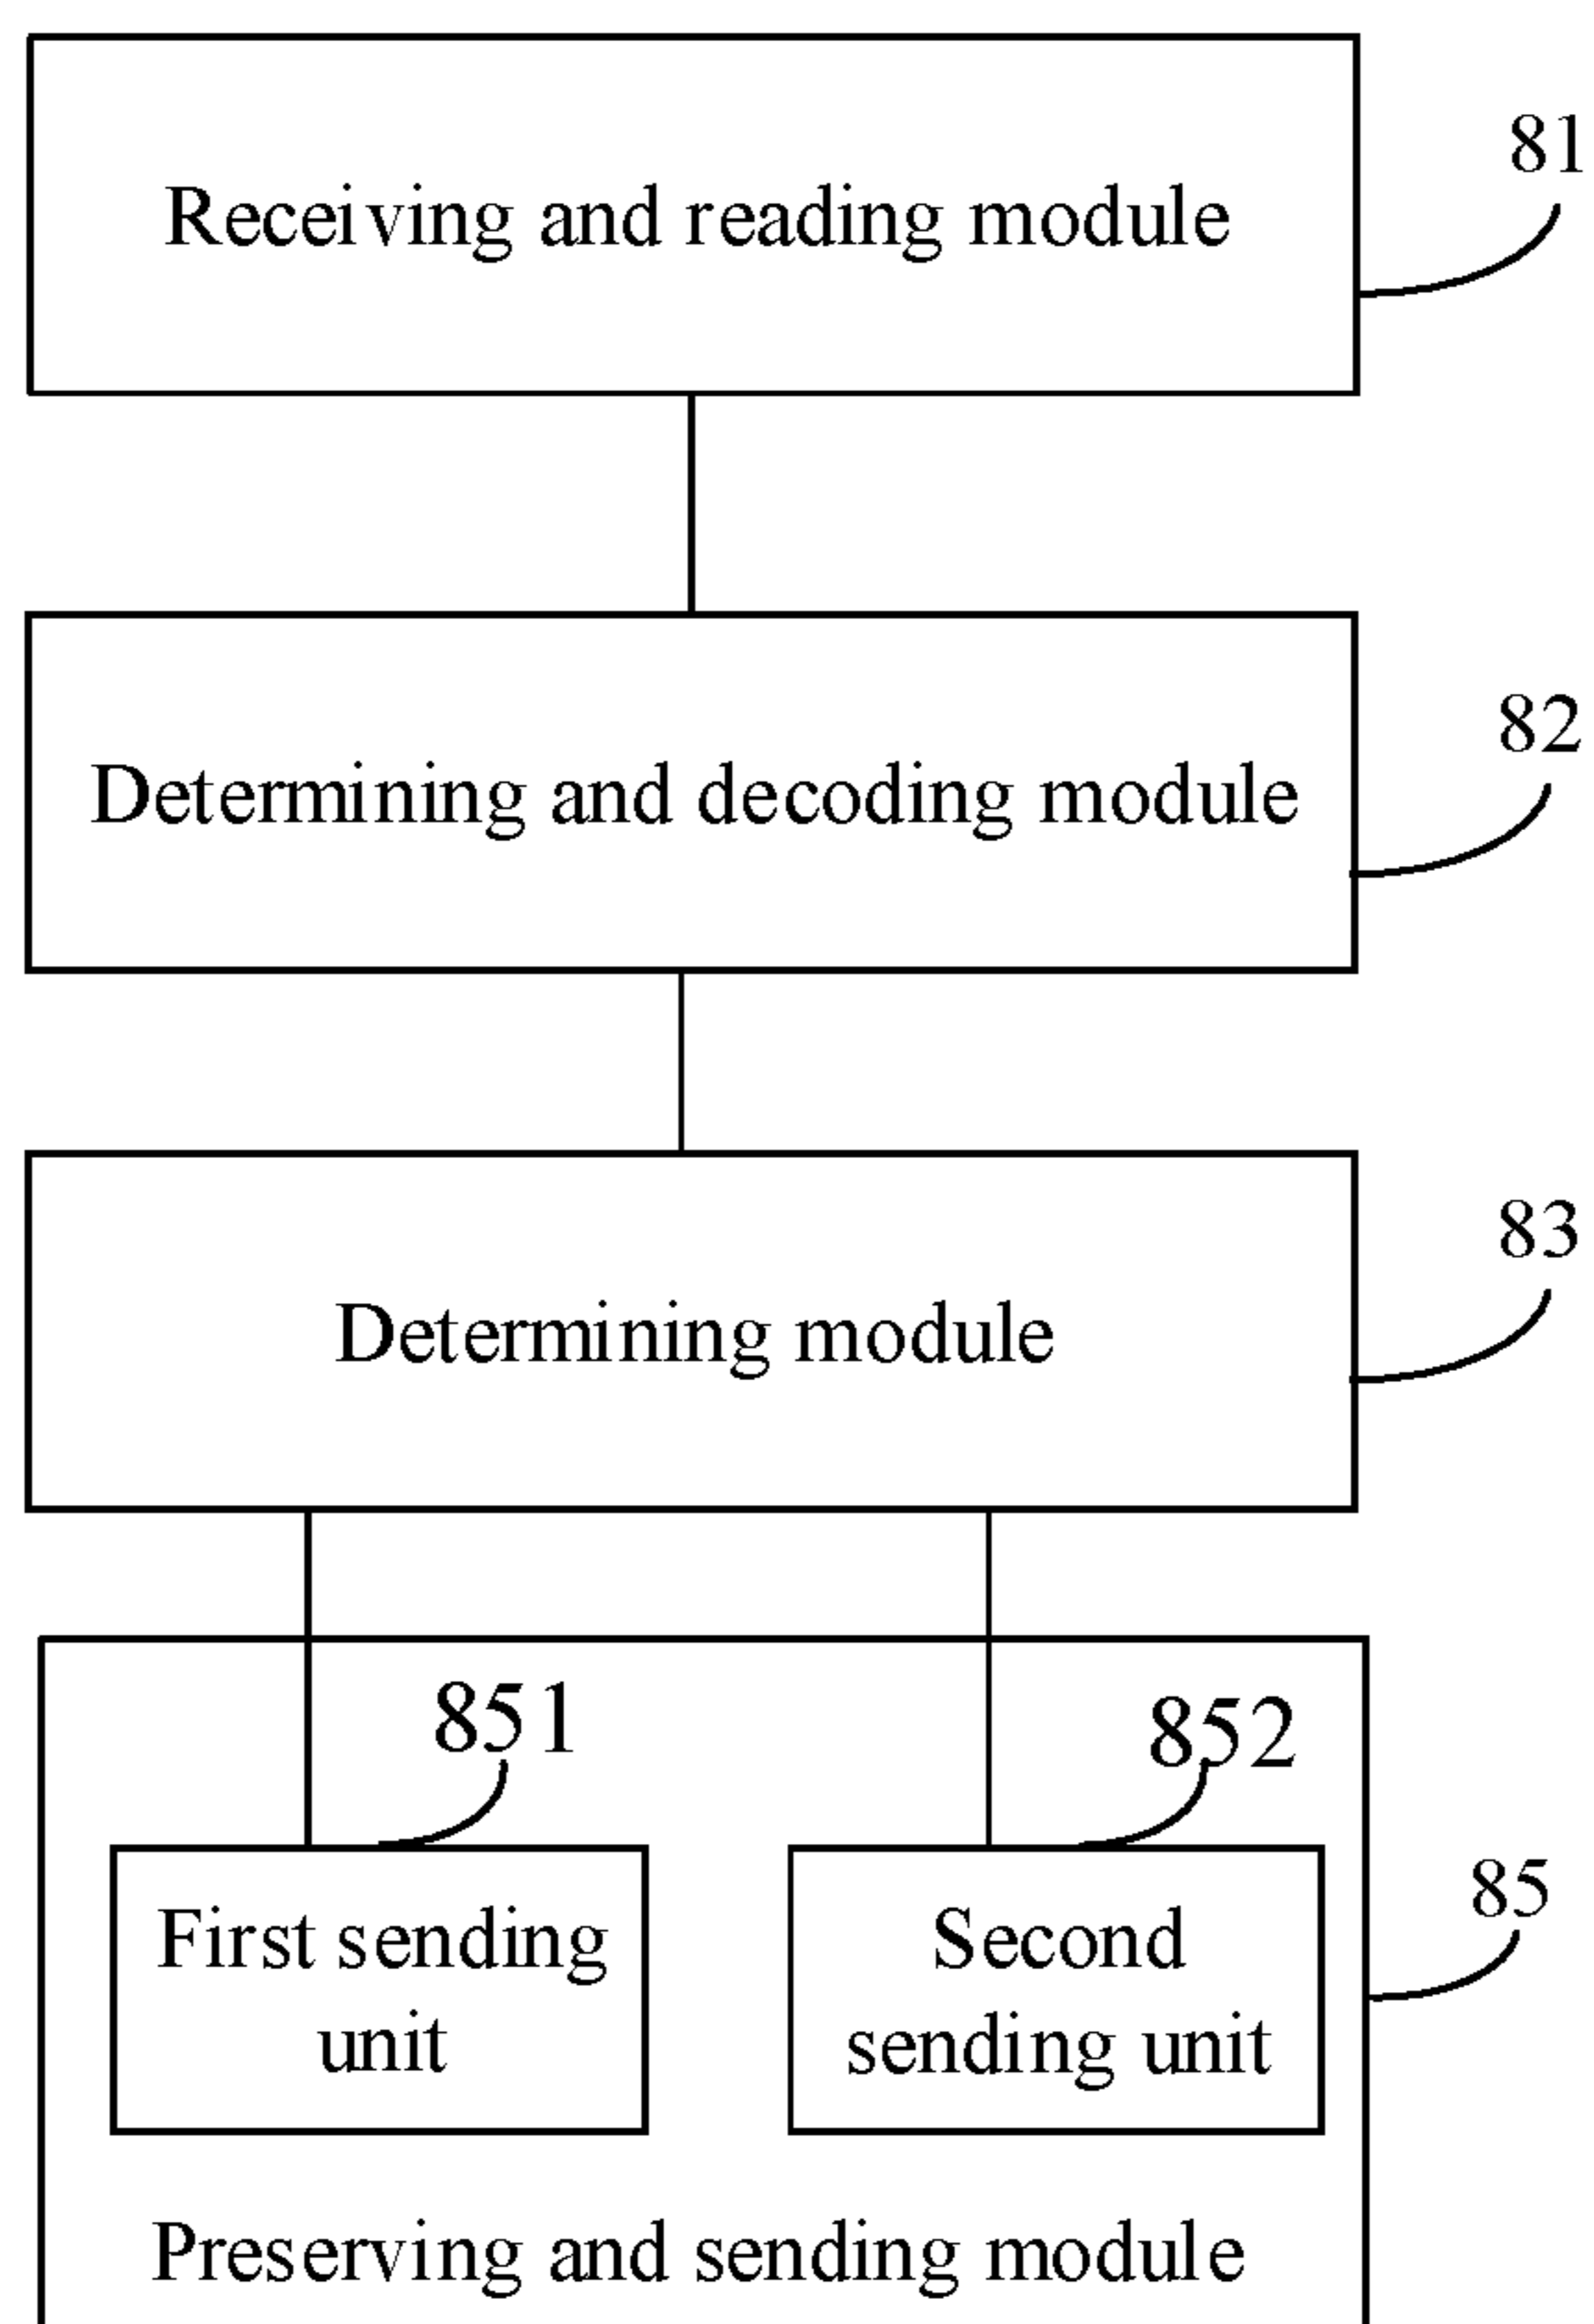 81
Receiving and reading module
82
Determining and decoding module
83
Determining module
851
852
85
First sending
unit
Second
sending unit
Preserving and sending module